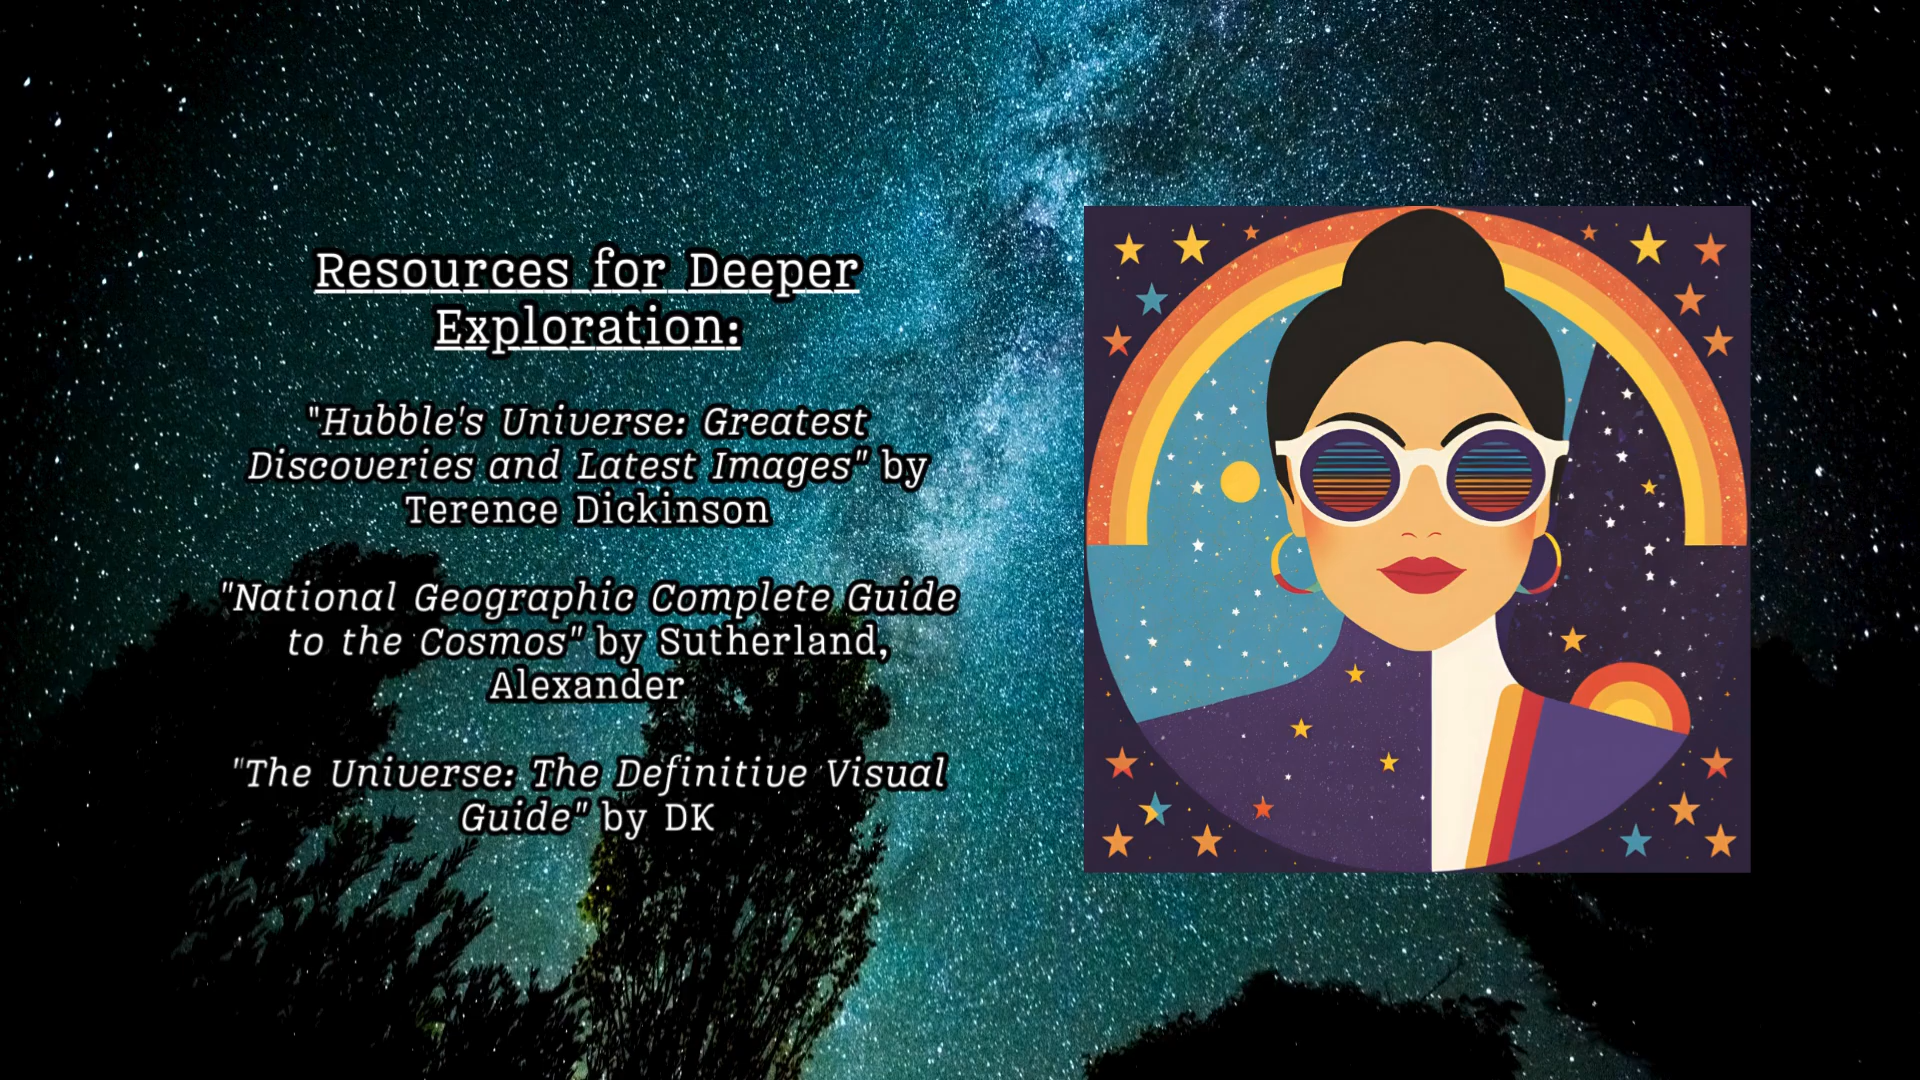 Resources for Deeper
Exploration:
"Hubble's Universe: Greatest
Discoveries and Latest Images" by
Terence Dickinson
"National Geographic Complete Guide
to the Cosmos" by Sutherland,
Alexander
"The Universe: The Definitive Visual
Guide" by DK